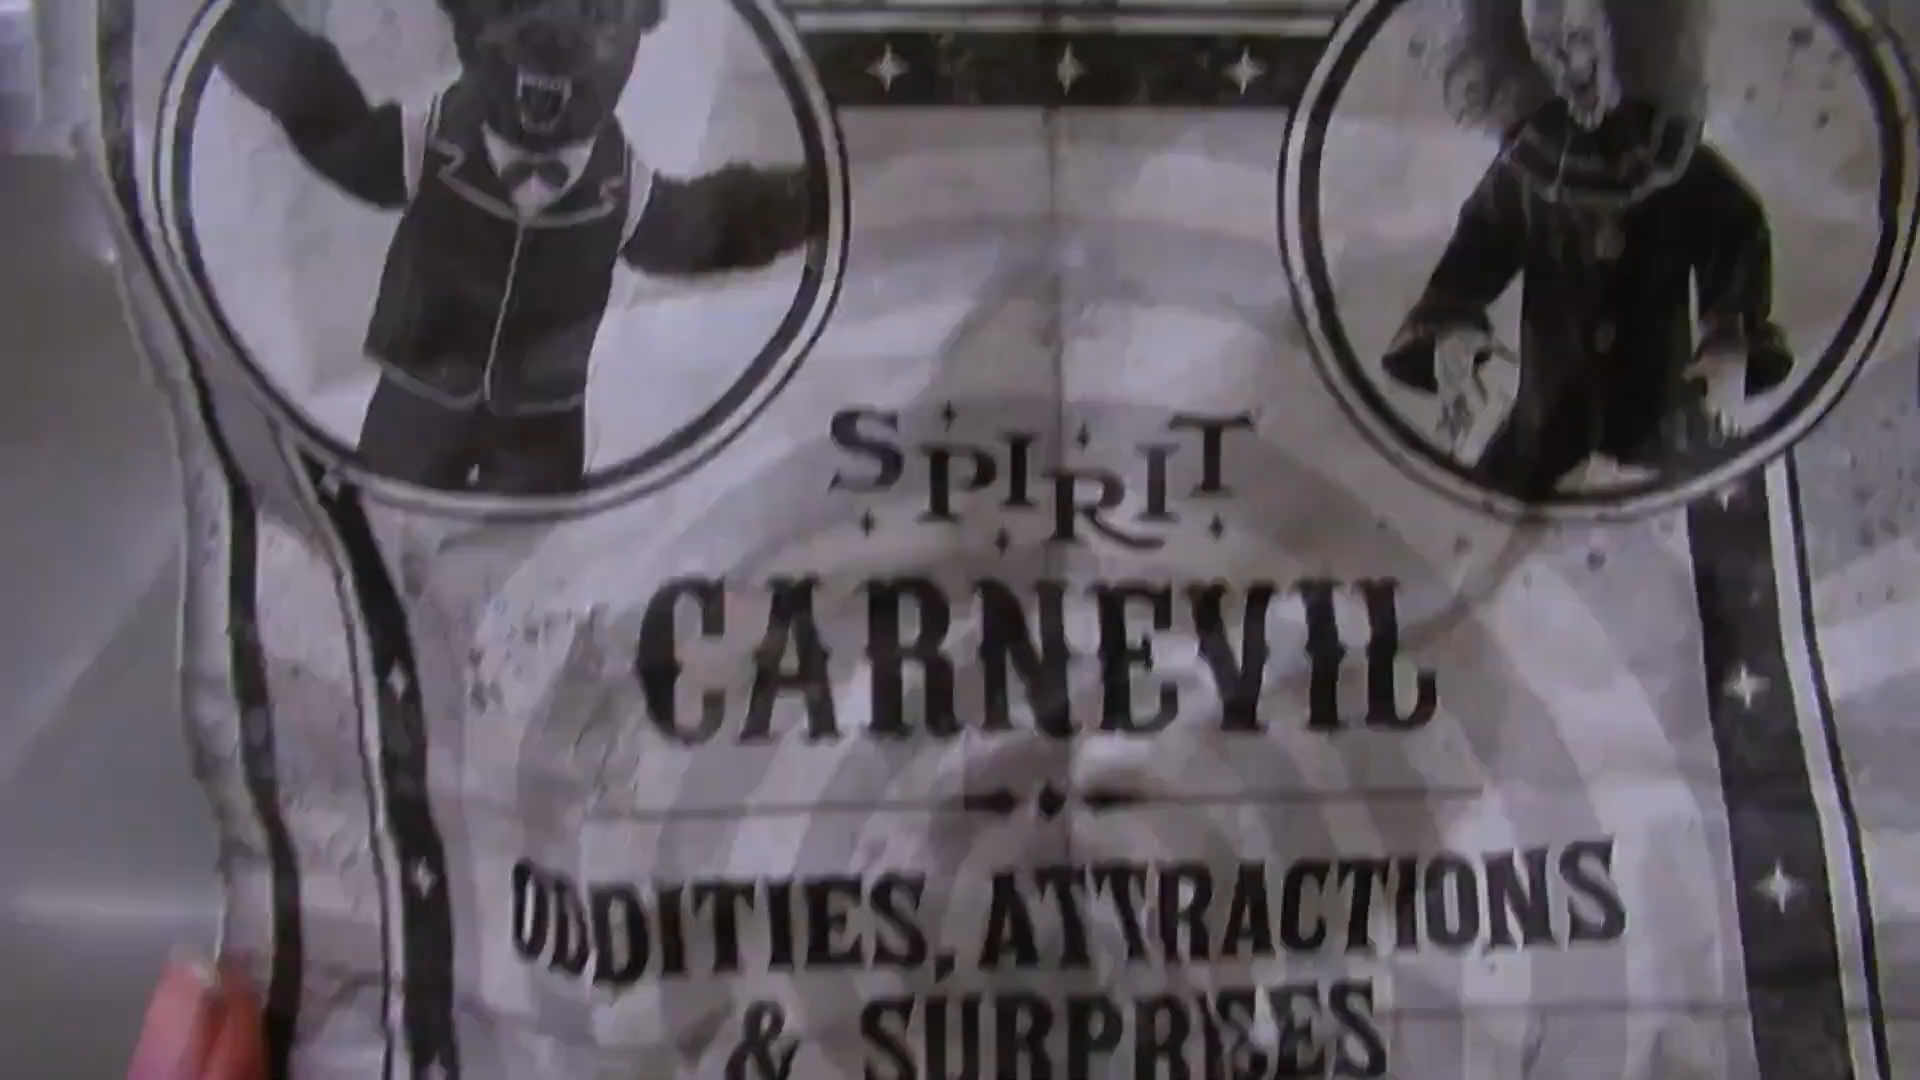 SPIRIT
CARNEVIL
ODDITIES, ATTRACTIONS
& SURPRISES